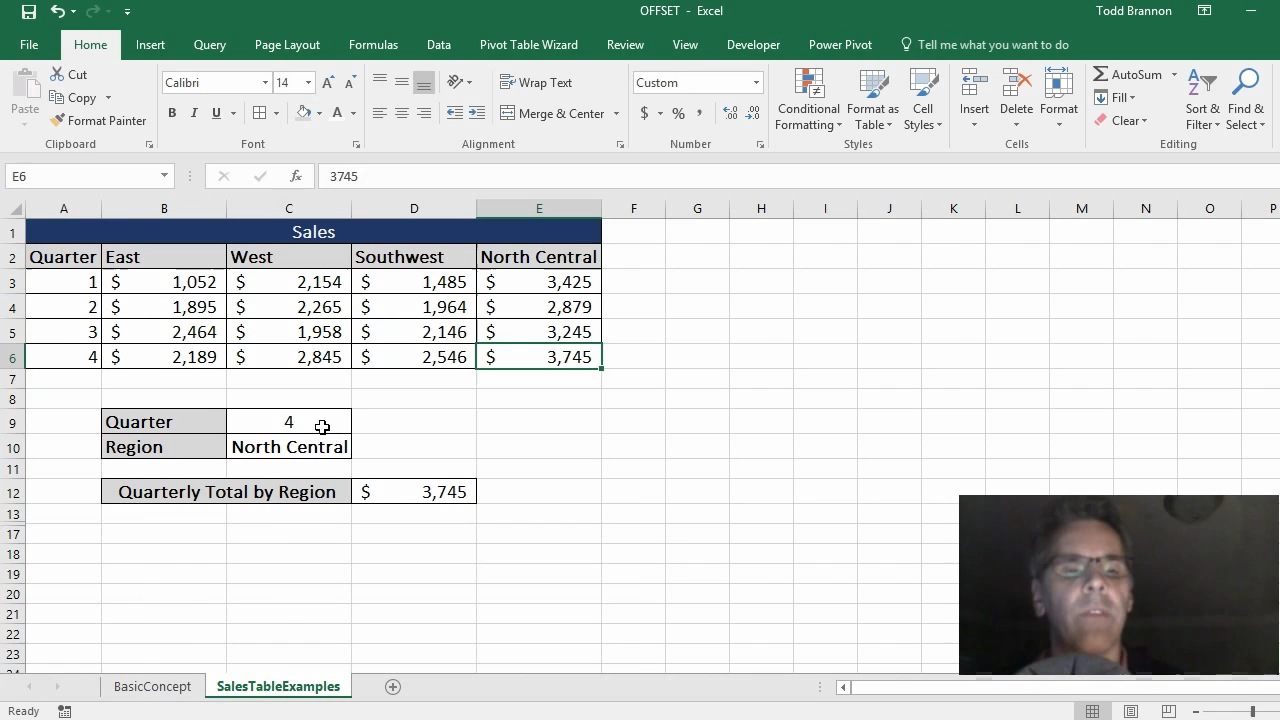 OFFSET - Excel
Todd Brannon
File Home Insert Query Page Layout Formulas Data Pivot Table Wizard Review View Developer Power Pivot Tell me what you want to do
Paste
Cut
Copy
Format Painter
Clipboard
Calibri 14 A A
B I U A
Font
Wrap Text
Merge & Center
Alignment
Custom
$ % ,
Number
Conditional Formatting
Format as Table
Cell Styles
Styles
Insert
Delete
Format
Cells
AutoSum
Fill
Clear
Sort & Filter
Find & Select
Editing
E6 fx 3745
A B C D E F G H I J K L M N O P
1 Sales
2 Quarter East West Southwest North Central
3 1 $ 1,052 $ 2,154 $ 1,485 $ 3,425
4 2 $ 1,895 $ 2,265 $ 1,964 $ 2,879
5 3 $ 2,464 $ 1,958 $ 2,146 $ 3,245
6 4 $ 2,189 $ 2,845 $ 2,546 $ 3,745
7
8
9 Quarter 4
10 Region North Central
11
12 Quarterly Total by Region $ 3,745
13
17
18
19
20
21
22
23
BasicConcept SalesTableExamples
Ready